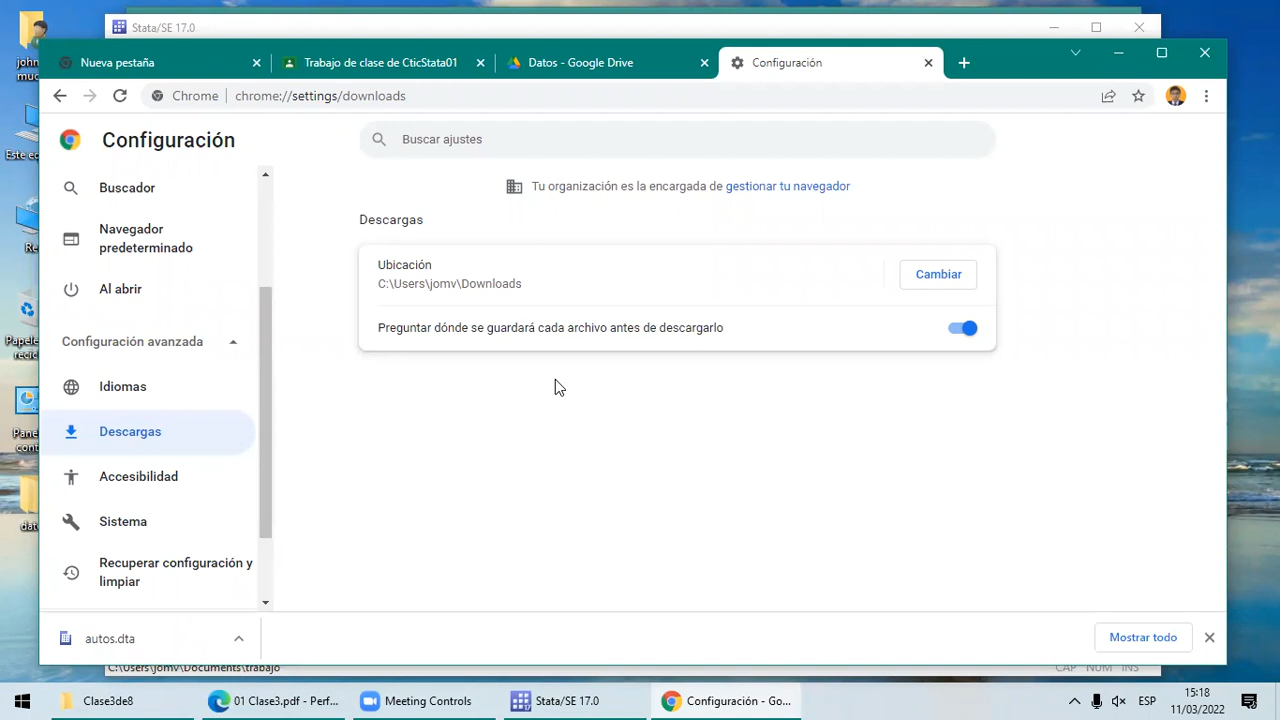 Stata/SE 17.0
Nueva pestaña
Trabajo de clase de CticStata01
Datos - Google Drive
Configuración
Chrome
chrome://settings/downloads
Configuración
Buscar ajustes
Buscador
Navegador
predeterminado
Al abrir
Configuración avanzada
Idiomas
Descargas
Accesibilidad
Sistema
Recuperar configuración y
limpiar
Tu organización es la encargada de gestionar tu navegador
Descargas
Ubicación
C:\Users\jomv\Downloads
Cambiar
Preguntar dónde se guardará cada archivo antes de descargarlo
autos.dta
Mostrar todo
C:\Users\jomv\Documents\trabajo
CAP NUM INS
Clase3de8
01 Clase3.pdf - Perf...
Meeting Controls
Stata/SE 17.0
Configuración - Go...
ESP
15:18
11/03/2022